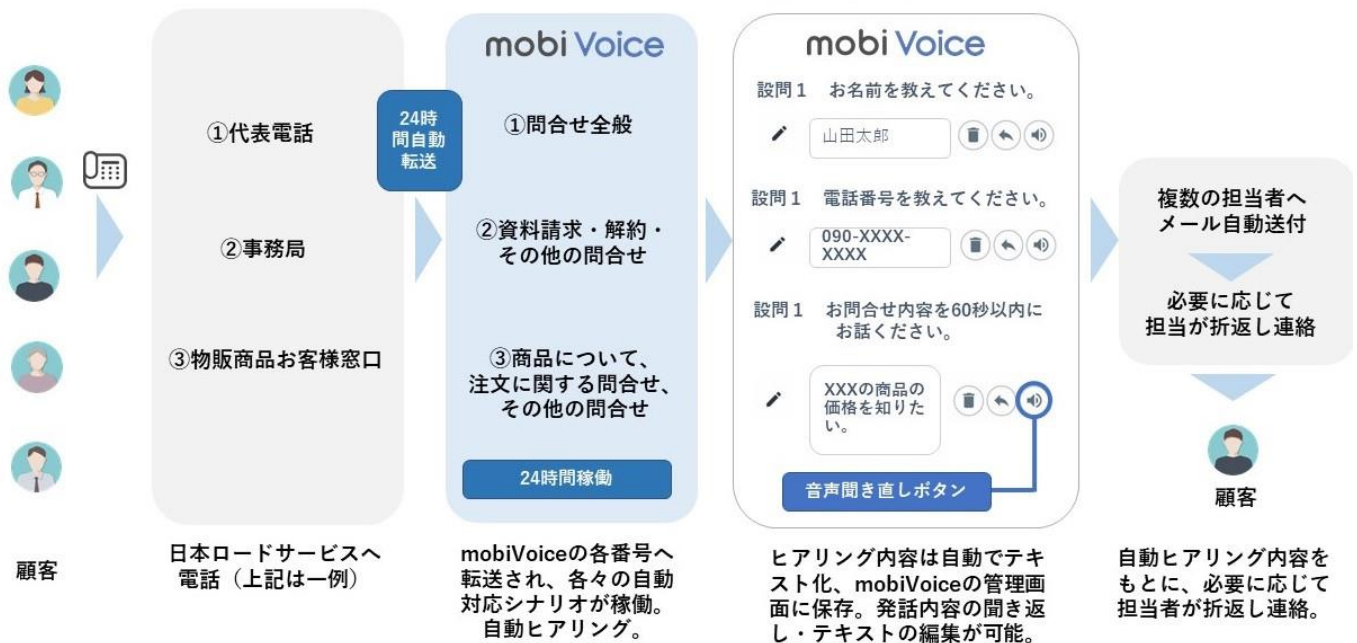 顧客
①代表電話
②事務局
③物販商品お客様窓口
日本ロードサービスへ
電話（上記は一例）
24時
間自動
転送
mobi Voice
①問合せ全般
②資料請求・解約・
その他の問合せ
③商品について、
注文に関する問合せ、
その他の問合せ
24時間稼働
mobiVoiceの各番号へ
転送され、各々の自動
対応シナリオが稼働。
自動ヒアリング。
mobi Voice
設問１　お名前を教えてください。
山田太郎
設問１　電話番号を教えてください。
090-XXXX-
XXXX
設問１　お問合せ内容を60秒以内に
お話ください。
XXXの商品の
価格を知りた
い。
音声聞き直しボタン
ヒアリング内容は自動でテキ
スト化、mobiVoiceの管理画
面に保存。発話内容の聞き返
し・テキストの編集が可能。
複数の担当者へ
メール自動送付
必要に応じて
担当が折返し連絡
顧客
自動ヒアリング内容を
もとに、必要に応じて
担当者が折返し連絡。